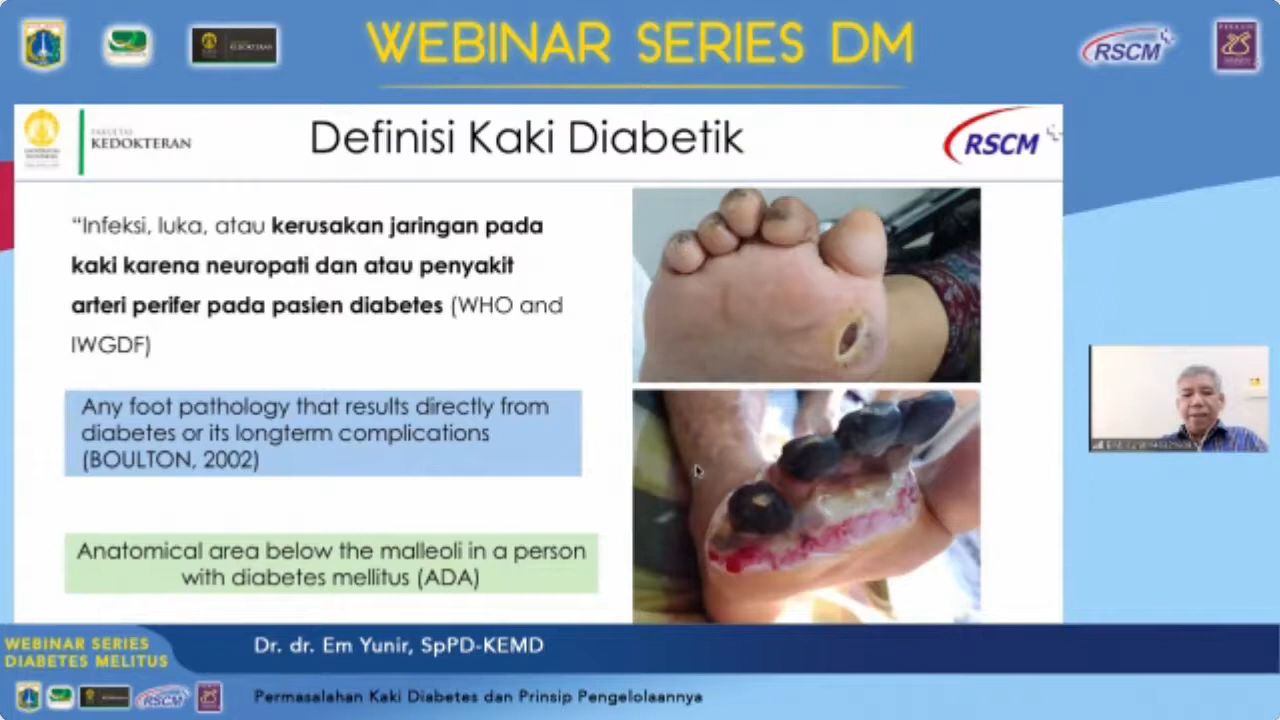 WEBINAR SERIES DM
KEDOKTERAN
RSCM
FAKULTAS
KEDOKTERAN
Definisi Kaki Diabetik
RSCM
“Infeksi, luka, atau kerusakan jaringan pada
kaki karena neuropati dan atau penyakit
arteri perifer pada pasien diabetes (WHO and
IWGDF)
Any foot pathology that results directly from
diabetes or its longterm complications
(BOULTON, 2002)
Anatomical area below the malleoli in a person
with diabetes mellitus (ADA)
WEBINAR SERIES
DIABETES MELITUS
Dr. dr. Em Yunir, SpPD-KEMD
RSCM
Permasalahan Kaki Diabetes dan Prinsip Pengelolaannya